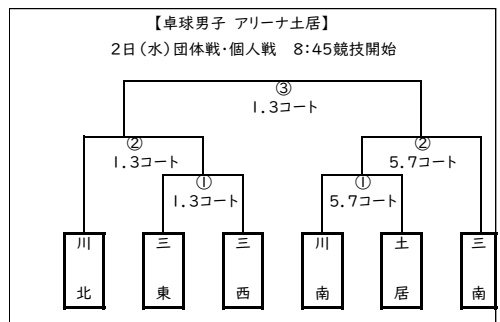 【卓球男子 アリーナ土居】
2日(水)団体戦・個人戦 8:45競技開始
③
1.3コート
② ②
1.3コート 5.7コート
① ①
1.3コート 5.7コート
川 三 三 川 土 三
北 東 西 南 居 南